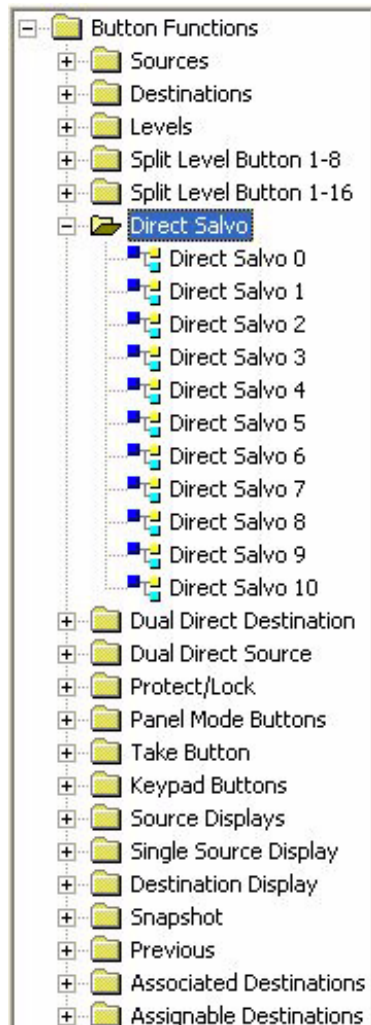 Button Functions
Sources
Destinations
Levels
Split Level Button 1-8
Split Level Button 1-16
Direct Salvo
Direct Salvo 0
Direct Salvo 1
Direct Salvo 2
Direct Salvo 3
Direct Salvo 4
Direct Salvo 5
Direct Salvo 6
Direct Salvo 7
Direct Salvo 8
Direct Salvo 9
Direct Salvo 10
Dual Direct Destination
Dual Direct Source
Protect/Lock
Panel Mode Buttons
Take Button
Keypad Buttons
Source Displays
Single Source Display
Destination Display
Snapshot
Previous
Associated Destinations
Assignable Destinations